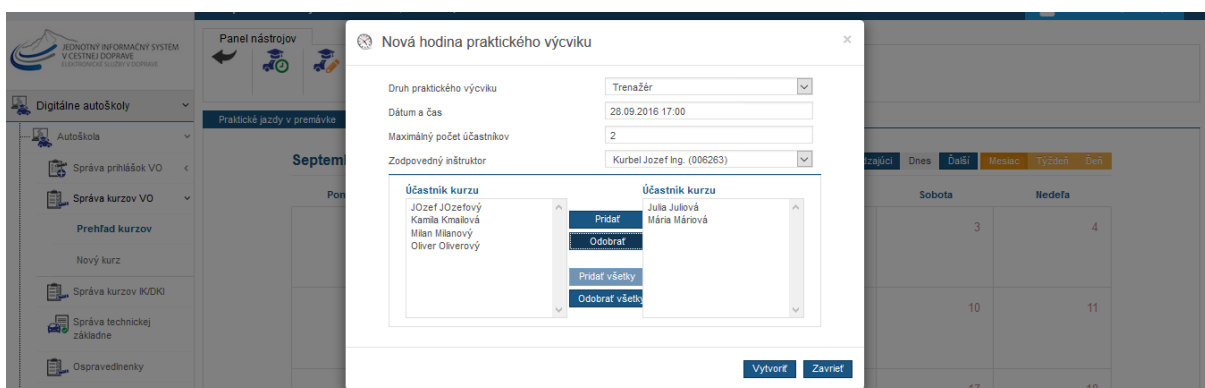 JEDNOTNÝ INFORMAČNÝ SYSTÉM
V CESTNEJ DOPRAVE
ELEKTRONICKÉ SLUŽBY V DOPRAVE
Digitálne autoškoly
Autoškola
Správa prihlášok VO
Správa kurzov VO
Prehľad kurzov
Nový kurz
Správa kurzov IK/DKI
Správa technickej
základne
Ospravedlnenky
Panel nástrojov
Praktické jazdy v premávke
Septem
Pon
Nová hodina praktického výcviku
Druh praktického výcviku
Trenažér
Dátum a čas
28.09.2016 17:00
Maximálný počet účastníkov
2
Zodpovedný inštruktor
Kurbel Jozef Ing. (006263)
Účastník kurzu
JOzef JOzefový
Kamila Kmailová
Milan Milanový
Oliver Oliverový
Pridať
Odobrať
Pridať všetky
Odobrať všetky
Účastník kurzu
Julia Juliová
Mária Máriová
Vytvoriť
Zavrieť
dzajúci
Dnes
Ďalší
Mesiac
Týždeň
Deň
Sobota
Nedeľa
3
4
10
11